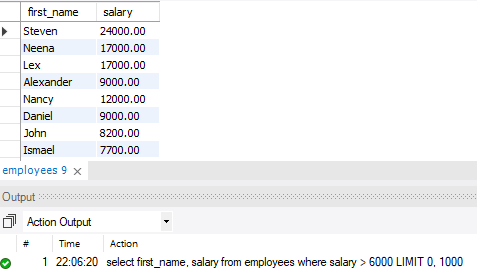 first_name salary
Steven 24000.00
Neena 17000.00
Lex 17000.00
Alexander 9000.00
Nancy 12000.00
Daniel 9000.00
John 8200.00
Ismael 7700.00
employees 9
Output
Action Output
# Time Action
1 22:06:20 select first_name, salary from employees where salary > 6000 LIMIT 0, 1000